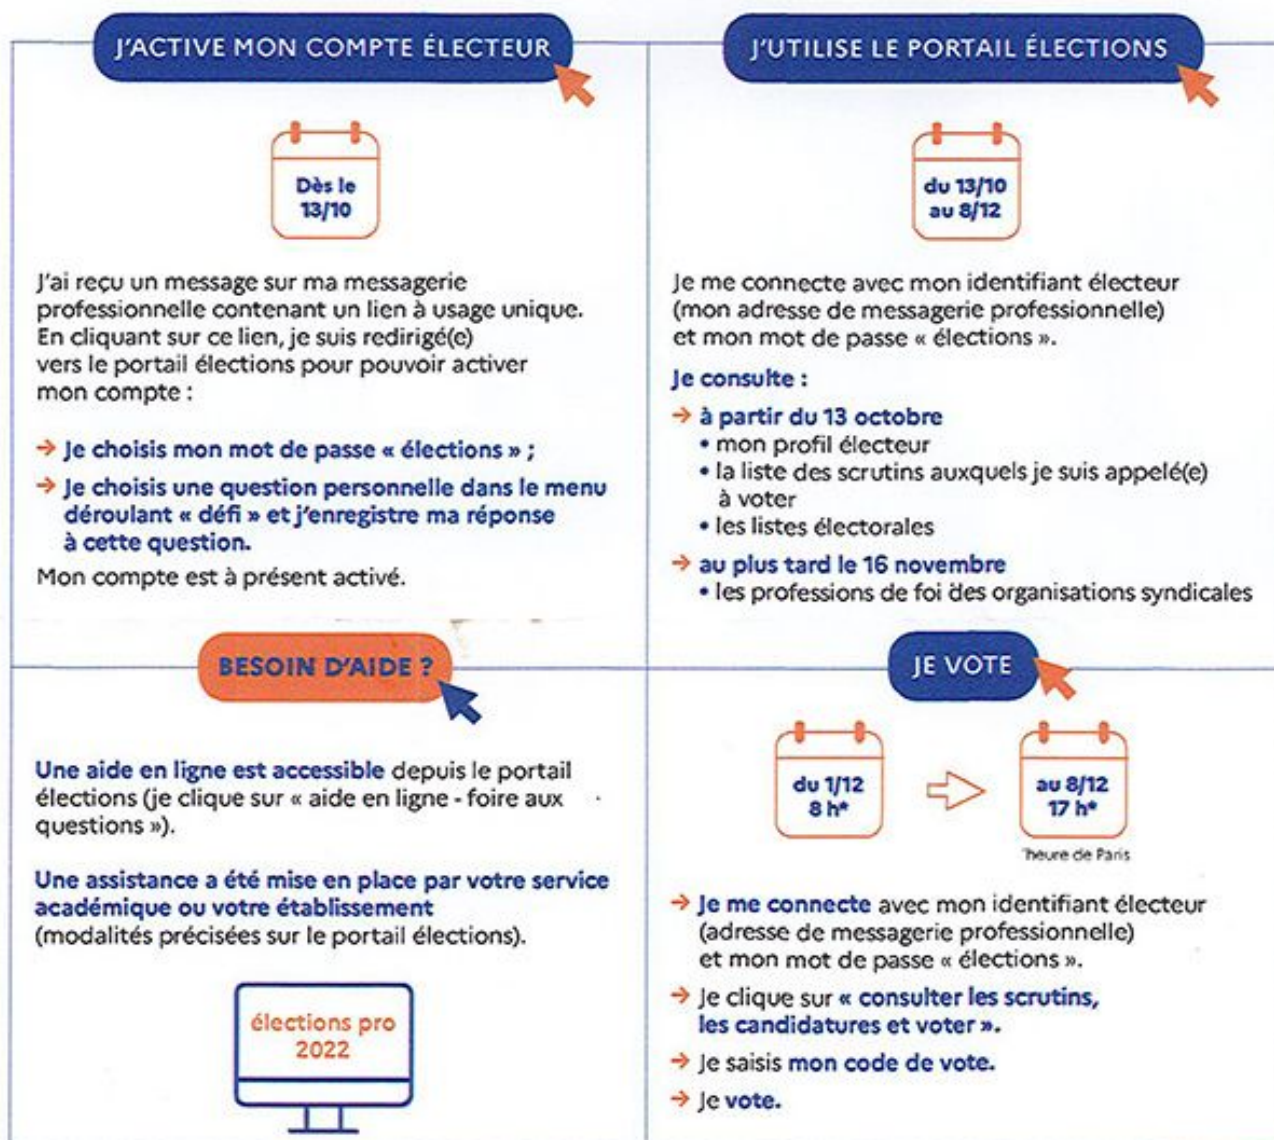 J'ACTIVE MON COMPTE ÉLECTEUR
Dès le
13/10
J'ai reçu un message sur ma messagerie
professionnelle contenant un lien à usage unique.
En cliquant sur ce lien, je suis redirigé(e)
vers le portail élections pour pouvoir activer
mon compte :
→ Je choisis mon mot de passe « élections » ;
→ Je choisis une question personnelle dans le menu
déroulant « défi » et j'enregistre ma réponse
à cette question.
Mon compte est à présent activé.
J'UTILISE LE PORTAIL ÉLECTIONS
du 13/10
au 8/12
Je me connecte avec mon identifiant électeur
(mon adresse de messagerie professionnelle)
et mon mot de passe « élections ».
Je consulte :
→ à partir du 13 octobre
• mon profil électeur
• la liste des scrutins auxquels je suis appelé(e)
à voter
• les listes électorales
→ au plus tard le 16 novembre
• les professions de foi des organisations syndicales
BESOIN D'AIDE ?
Une aide en ligne est accessible depuis le portail
élections (je clique sur « aide en ligne - foire aux
questions »).
Une assistance a été mise en place par votre service
académique ou votre établissement
(modalités précisées sur le portail élections).
élections pro
2022
JE VOTE
du 1/12
8 h*
au 8/12
17 h*
*heure de Paris
→ Je me connecte avec mon identifiant électeur
(adresse de messagerie professionnelle)
et mon mot de passe « élections ».
→ Je clique sur « consulter les scrutins,
les candidatures et voter ».
→ Je saisis mon code de vote.
→ Je vote.